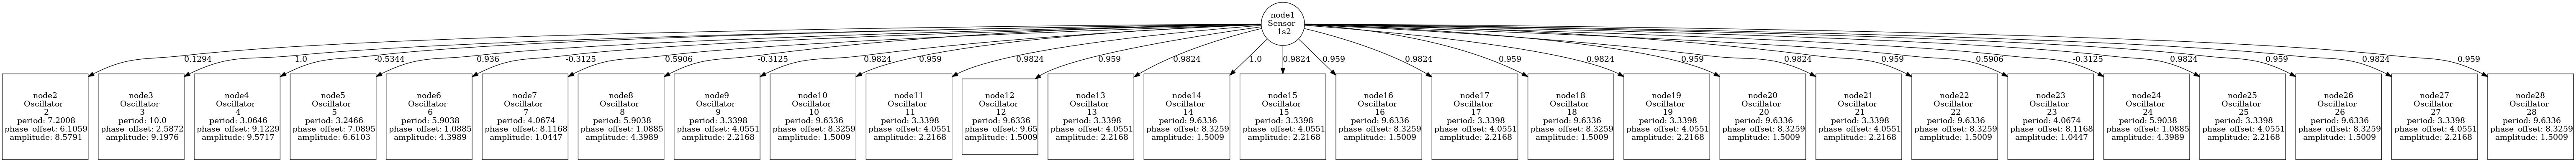 node1
Sensor
1s2
0.1294
1.0
-0.5344
0.936
-0.3125
0.5906
-0.3125
0.9824
0.959
0.9824
0.959
0.9824
1.0
0.9824
0.959
0.9824
0.959
0.9824
0.959
0.9824
0.959
0.5906
-0.3125
0.9824
0.959
0.9824
0.959
node2
Oscillator
2
period: 7.2008
phase_offset: 6.1059
amplitude: 8.5791
node3
Oscillator
3
period: 10.0
phase_offset: 2.5872
amplitude: 9.1976
node4
Oscillator
4
period: 3.0646
phase_offset: 9.1229
amplitude: 9.5717
node5
Oscillator
5
period: 3.2466
phase_offset: 7.0895
amplitude: 6.6103
node6
Oscillator
6
period: 5.9038
phase_offset: 1.0885
amplitude: 4.3989
node7
Oscillator
7
period: 4.0674
phase_offset: 8.1168
amplitude: 1.0447
node8
Oscillator
8
period: 5.9038
phase_offset: 1.0885
amplitude: 4.3989
node9
Oscillator
9
period: 3.3398
phase_offset: 4.0551
amplitude: 2.2168
node10
Oscillator
10
period: 9.6336
phase_offset: 8.3259
amplitude: 1.5009
node11
Oscillator
11
period: 3.3398
phase_offset: 4.0551
amplitude: 2.2168
node12
Oscillator
12
period: 9.6336
phase_offset: 9.65
amplitude: 1.5009
node13
Oscillator
13
period: 3.3398
phase_offset: 4.0551
amplitude: 2.2168
node14
Oscillator
14
period: 9.6336
phase_offset: 8.3259
amplitude: 1.5009
node15
Oscillator
15
period: 3.3398
phase_offset: 4.0551
amplitude: 2.2168
node16
Oscillator
16
period: 9.6336
phase_offset: 8.3259
amplitude: 1.5009
node17
Oscillator
17
period: 3.3398
phase_offset: 4.0551
amplitude: 2.2168
node18
Oscillator
18
period: 9.6336
phase_offset: 8.3259
amplitude: 1.5009
node19
Oscillator
19
period: 3.3398
phase_offset: 4.0551
amplitude: 2.2168
node20
Oscillator
20
period: 9.6336
phase_offset: 8.3259
amplitude: 1.5009
node21
Oscillator
21
period: 3.3398
phase_offset: 4.0551
amplitude: 2.2168
node22
Oscillator
22
period: 9.6336
phase_offset: 8.3259
amplitude: 1.5009
node23
Oscillator
23
period: 4.0674
phase_offset: 8.1168
amplitude: 1.0447
node24
Oscillator
24
period: 5.9038
phase_offset: 1.0885
amplitude: 4.3989
node25
Oscillator
25
period: 3.3398
phase_offset: 4.0551
amplitude: 2.2168
node26
Oscillator
26
period: 9.6336
phase_offset: 8.3259
amplitude: 1.5009
node27
Oscillator
27
period: 3.3398
phase_offset: 4.0551
amplitude: 2.2168
node28
Oscillator
28
period: 9.6336
phase_offset: 8.3259
amplitude: 1.5009